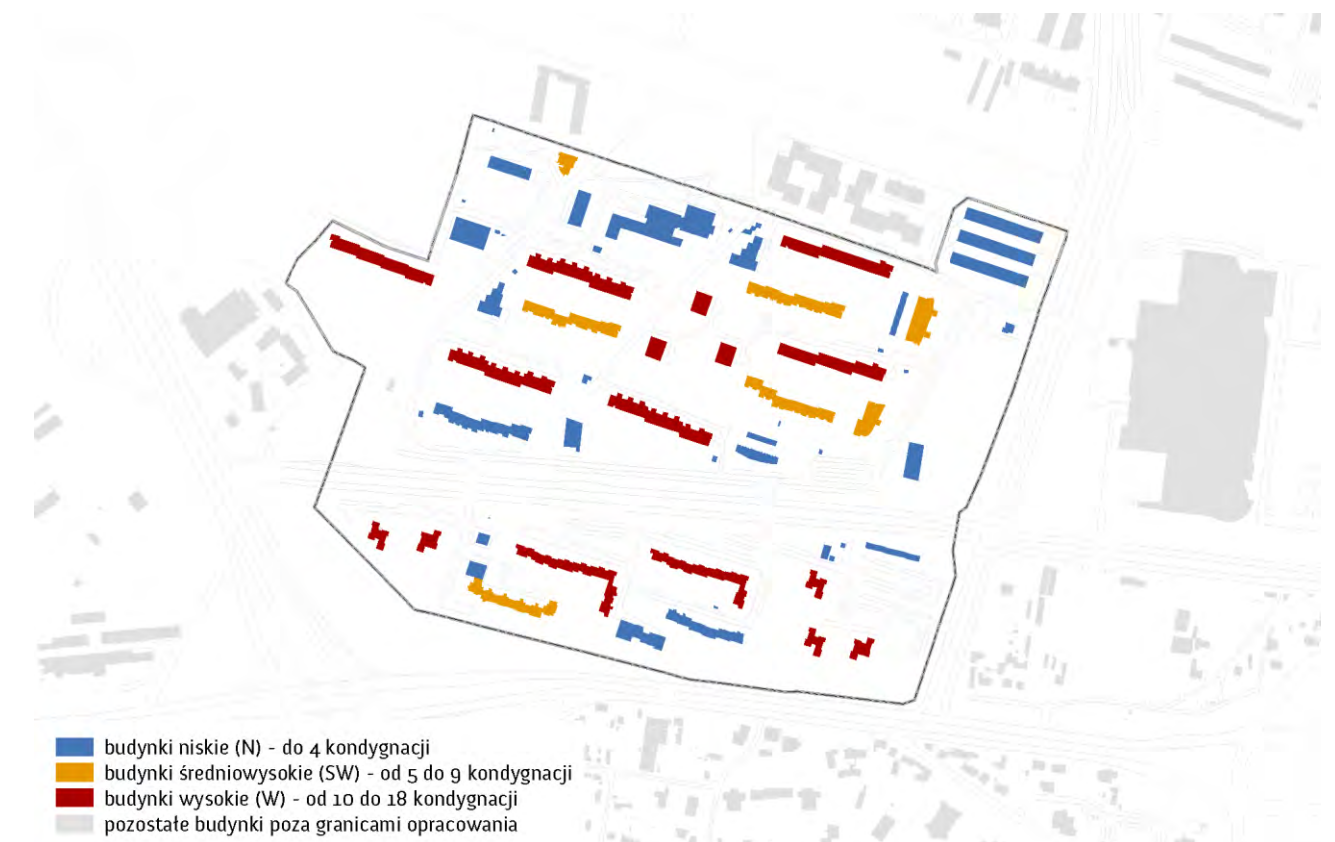 budynki niskie (N) - do 4 kondygnacji
budynki średniowysokie (SW) - od 5 do 9 kondygnacji
budynki wysokie (W) - od 10 do 18 kondygnacji
pozostałe budynki poza granicami opracowania